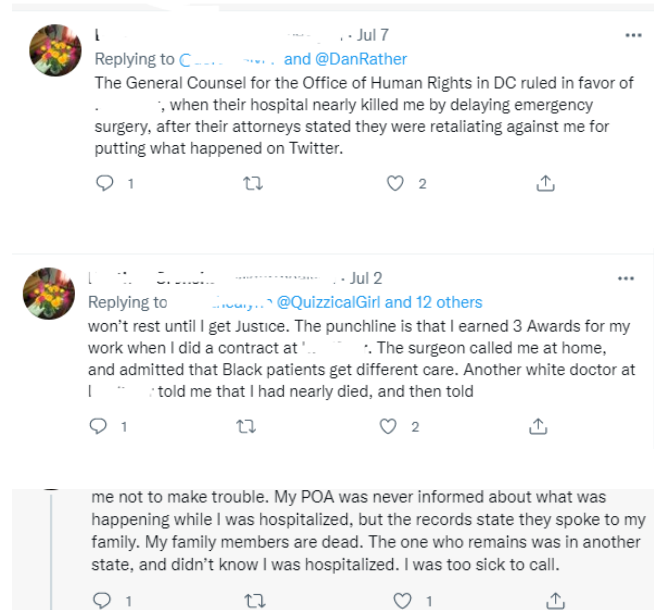 Jul 7
Replying to and @DanRather
The General Counsel for the Office of Human Rights in DC ruled in favor of
, when their hospital nearly killed me by delaying emergency
surgery, after their attorneys stated they were retaliating against me for
putting what happened on Twitter.
1 2
· Jul 2
Replying to @QuizzicalGirl and 12 others
won't rest until I get Justice. The punchline is that I earned 3 Awards for my
work when I did a contract at . The surgeon called me at home,
and admitted that Black patients get different care. Another white doctor at
told me that I had nearly died, and then told
1 2
me not to make trouble. My POA was never informed about what was
happening while I was hospitalized, but the records state they spoke to my
family. My family members are dead. The one who remains was in another
state, and didn't know I was hospitalized. I was too sick to call.
1 1